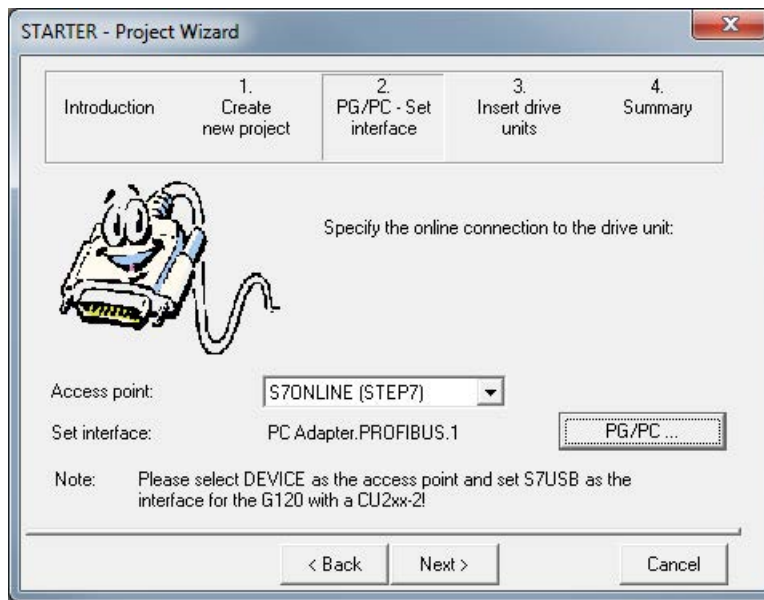 STARTER - Project Wizard
Introduction
1.
Create
new project
2.
PG/PC - Set
interface
3.
Insert drive
units
4.
Summary
Specify the online connection to the drive unit:
Access point:
S7ONLINE (STEP7)
Set interface:
PC Adapter.PROFIBUS.1
PG/PC ...
Note: Please select DEVICE as the access point and set S7USB as the
interface for the G120 with a CU2xx-2!
< Back
Next >
Cancel